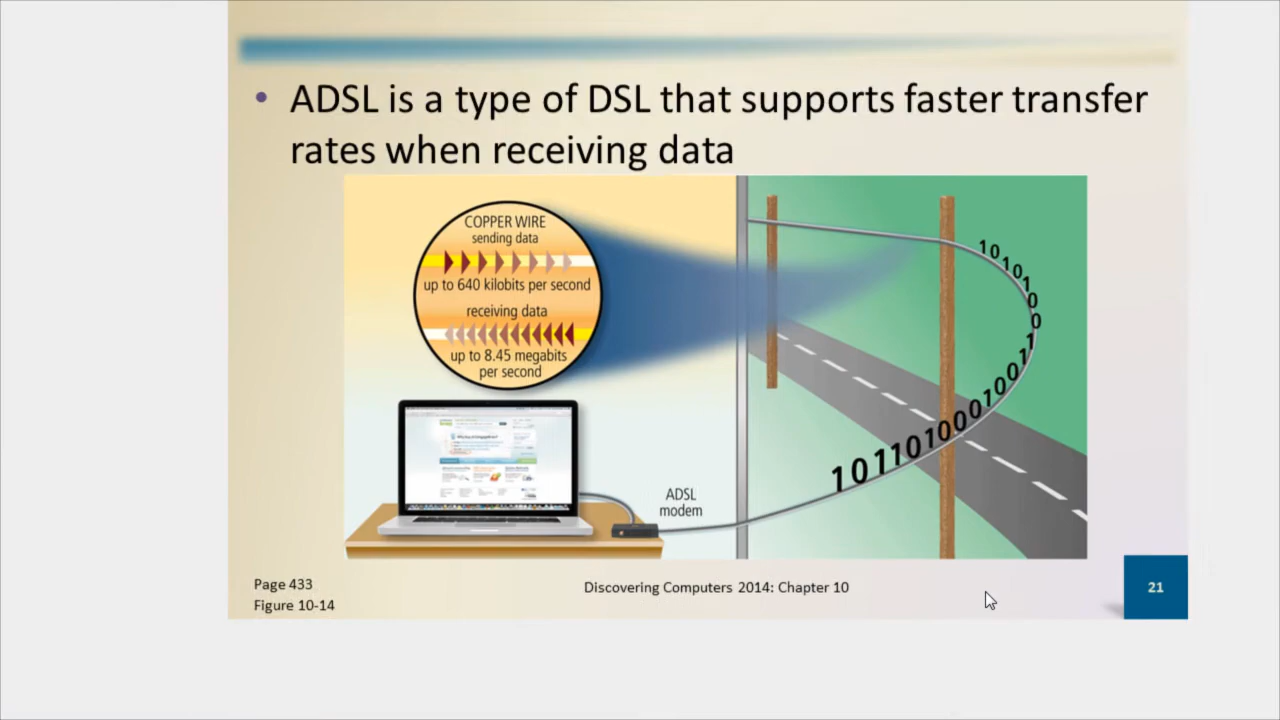 • ADSL is a type of DSL that supports faster transfer
rates when receiving data
COPPER WIRE
sending data
up to 640 kilobits per second
receiving data
up to 8.45 megabits
per second
ADSL
modem
10101001100100010110101
Page 433
Figure 10-14
Discovering Computers 2014: Chapter 10
21